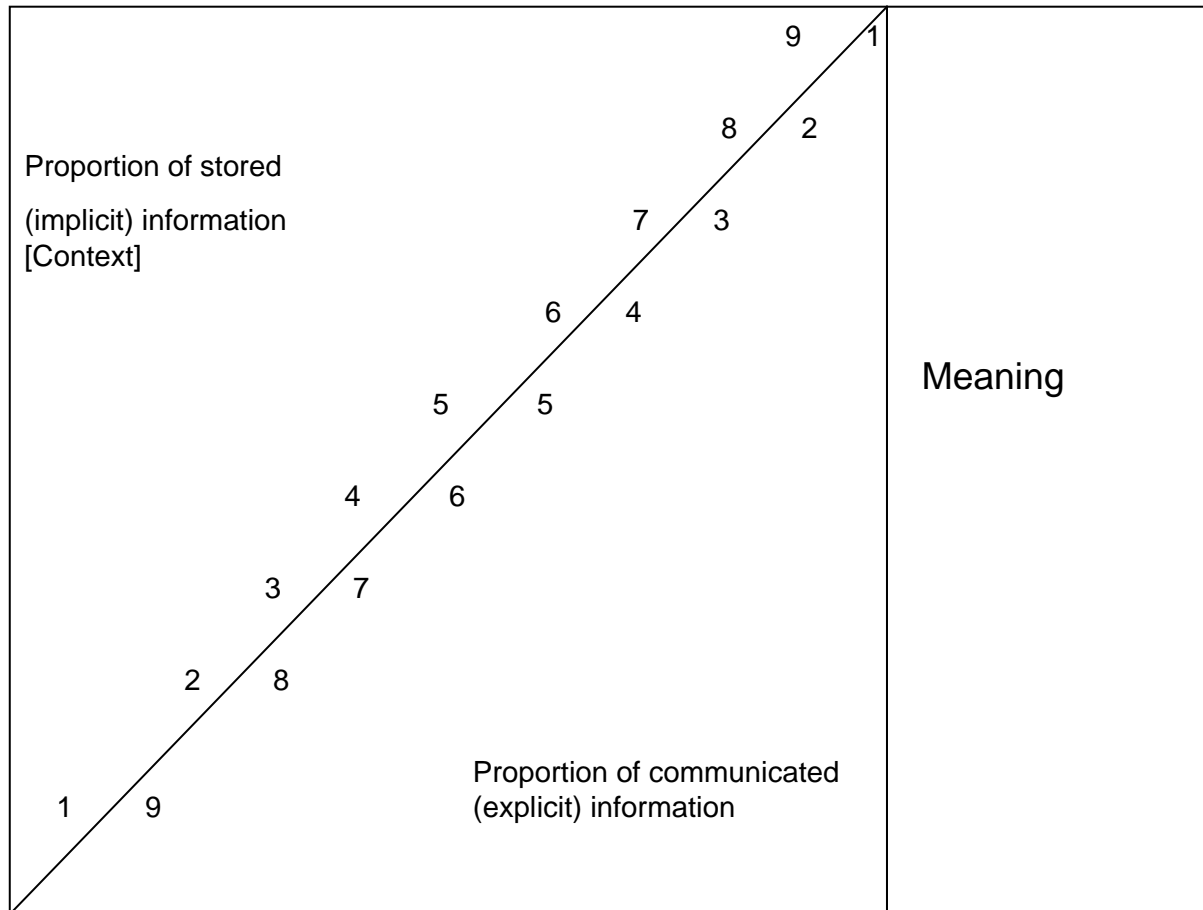 9 1
8 2
Proportion of stored
(implicit) information
[Context]
7 3
6 4
Meaning
5 5
4 6
3 7
2 8
Proportion of communicated
(explicit) information
1 9